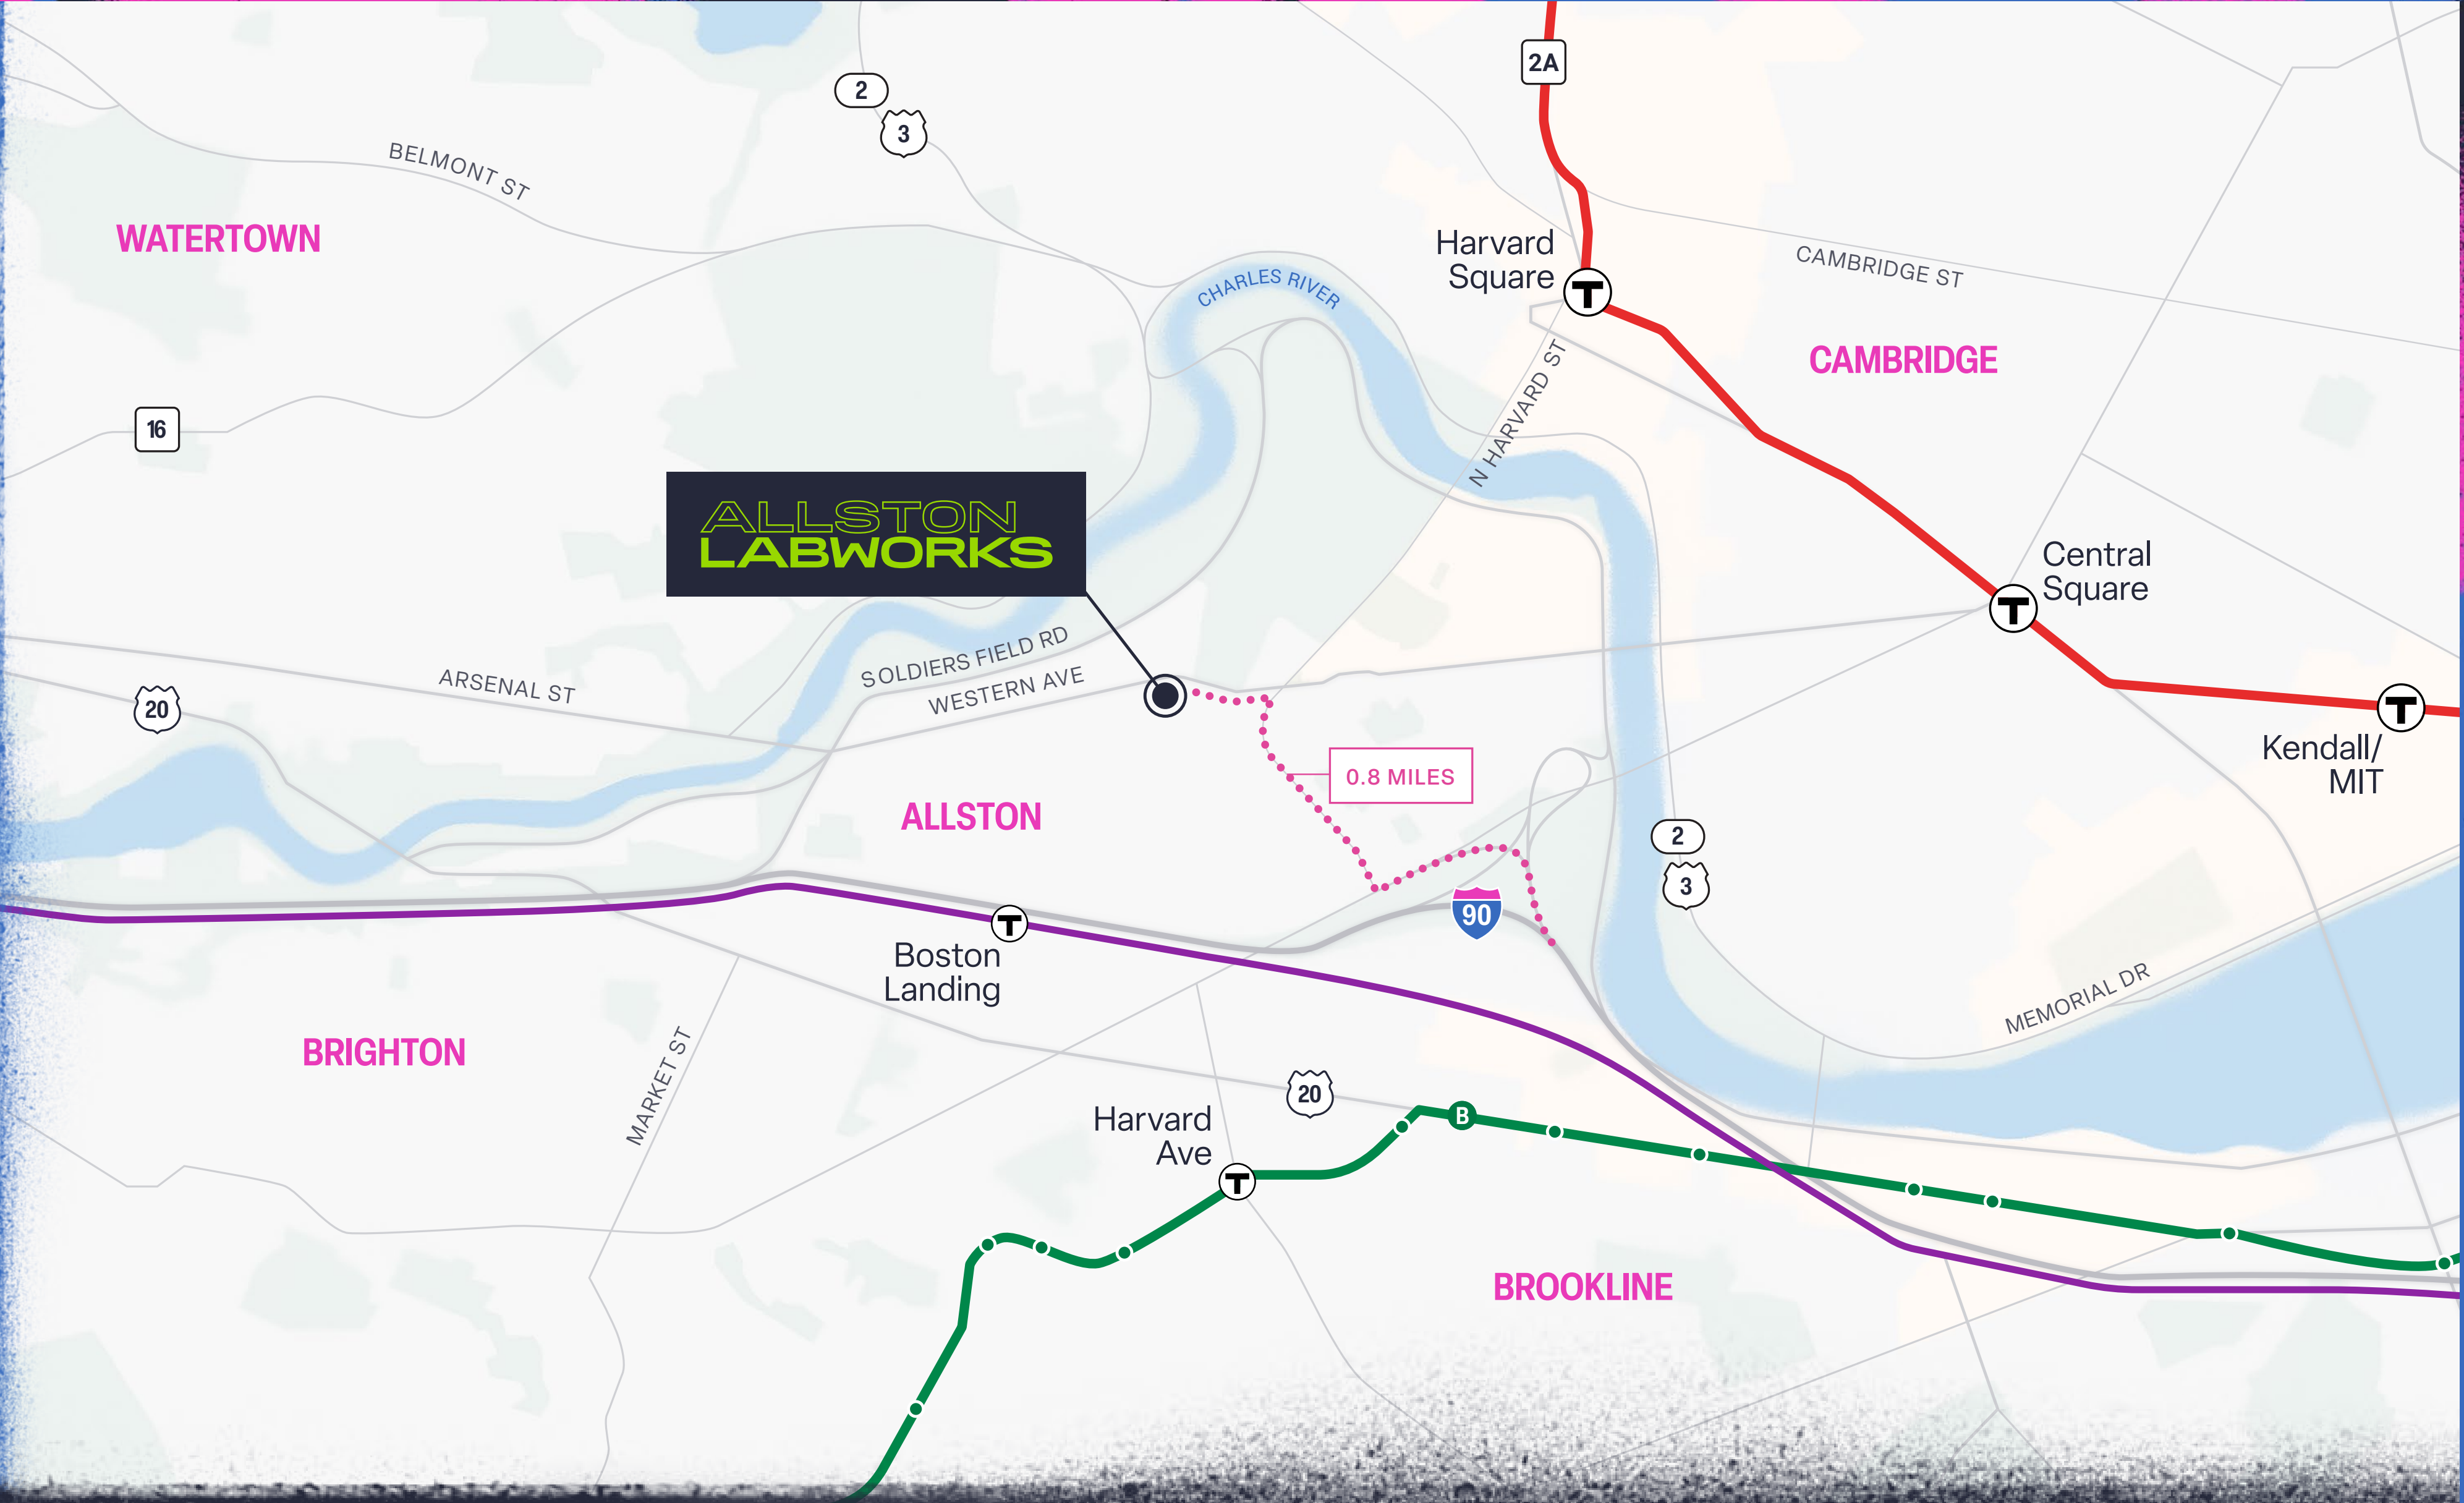 2A
2
3
BELMONT ST
WATERTOWN
Harvard
Square
T
CAMBRIDGE ST
CHARLES RIVER
CAMBRIDGE
N HARVARD ST
16
ALLSTON
LABWORKS
Central
Square
T
SOLDIERS FIELD RD
WESTERN AVE
ARSENAL ST
20
T
Kendall/
MIT
0.8 MILES
ALLSTON
2
3
90
T
Boston
Landing
MEMORIAL DR
BRIGHTON
MARKET ST
20
B
Harvard
Ave
T
BROOKLINE